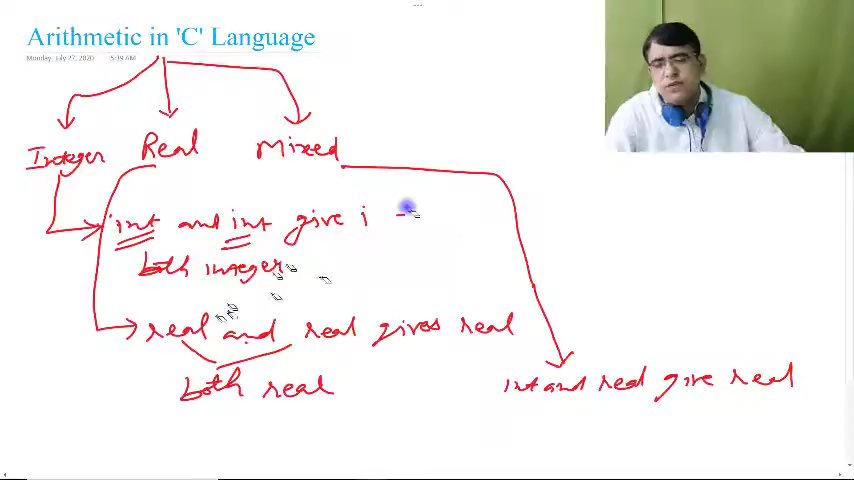 Arithmetic in 'C' Language
Monday, July 27, 2020 5:39 AM
Integer Real Mixed
int and int give i
both integer
real and real gives real
both real
int and real give real